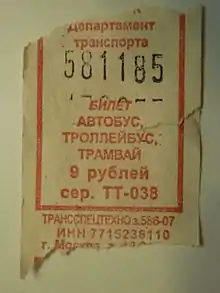 Департамент
транспорта
581185
БИЛЕТ
АВТОБУС,
ТРОЛЛЕЙБУС,
ТРАМВАЙ
9 рублей
сер. ТТ-038
ТРАНССПЕЦТЕХНО з.586-07
ИНН 7715236110
г. Москва